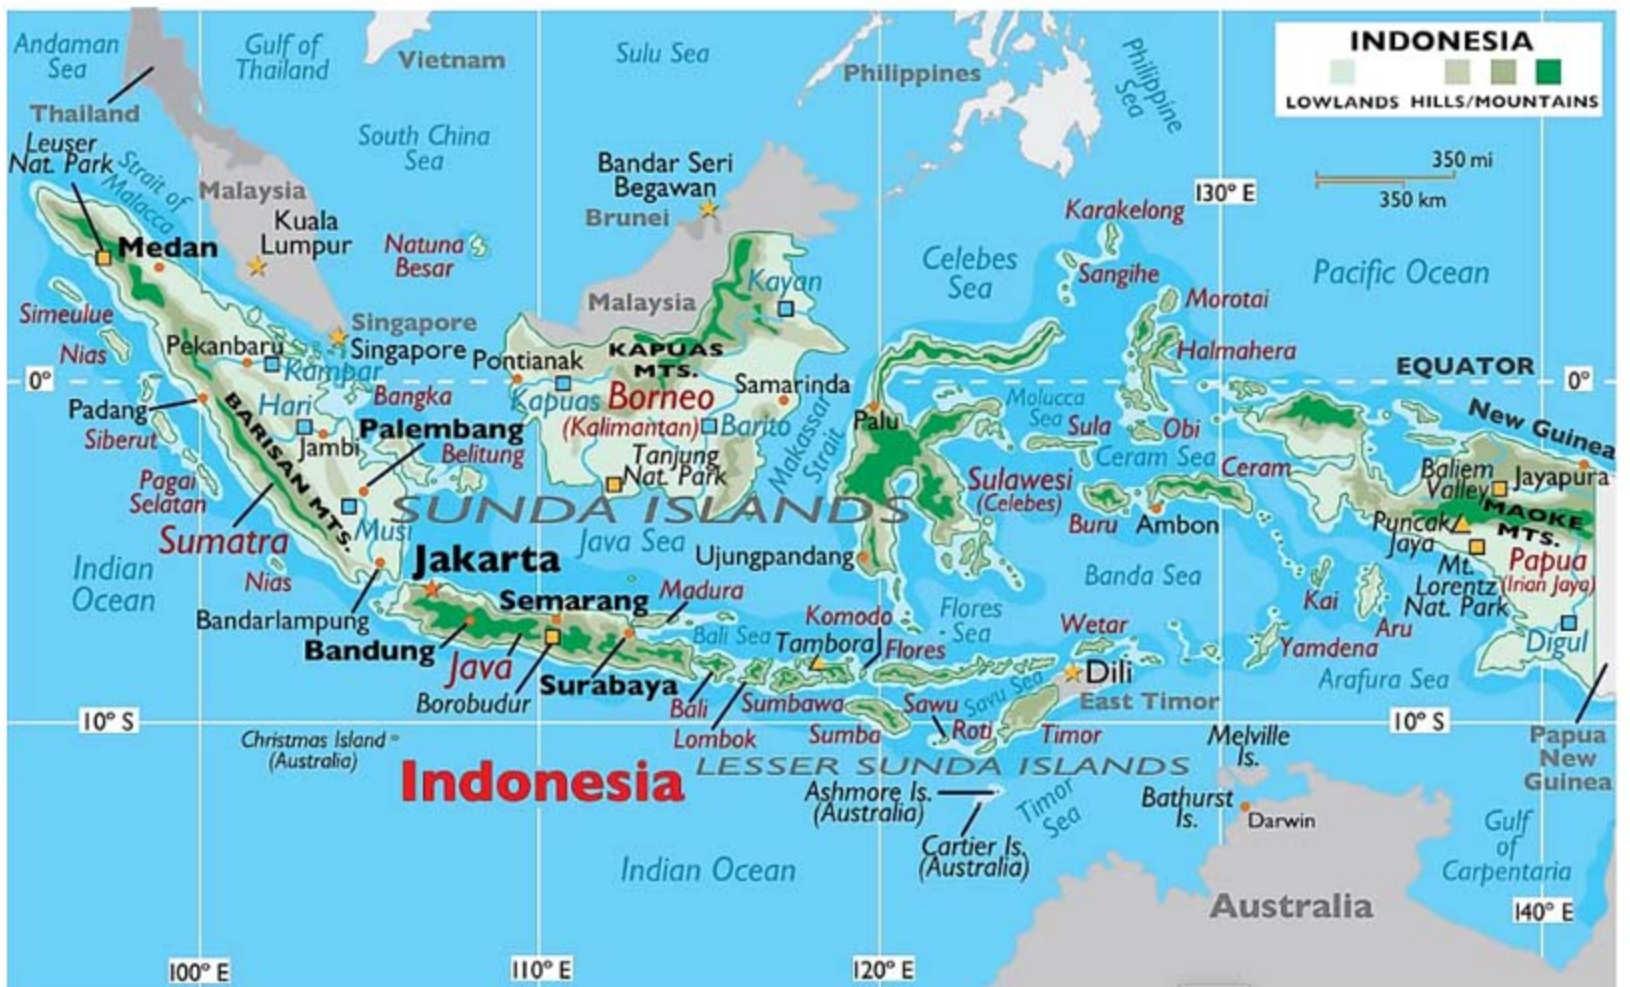 Andaman
Sea
Gulf of
Thailand
Vietnam
Sulu Sea
Philippines
Philippine
Sea
INDONESIA
LOWLANDS HILLS/MOUNTAINS
350 mi
350 km
Thailand
Leuser
Nat. Park
Strait of
Malacca
South China
Sea
Malaysia
Kuala
Lumpur
Medan
Natuna
Besar
Bandar Seri
Begawan
Brunei
Malaysia
Kayan
130° E
Karakelong
Celebes
Sea
Sangihe
Pacific Ocean
Morotai
Simeulue
Nias
Singapore
Singapore
Pekanbaru
Kampar
Pontianak
KAPUAS
MTS.
Halmahera
EQUATOR
0°
0°
Padang
Siberut
Hari
Bangka
Kapuas
Borneo
(Kalimantan)
Samarinda
Barito
Makassar
Strait
Palu
Molucca
Sea
Sula
Obi
New Guinea
BARISAN MTS.
Jambi
Palembang
Belitung
Tanjung
Nat. Park
Ceram Sea
Ceram
Baliem
Valley
Jayapura
Pagai
Selatan
Sumatra
Musi
SUNDA ISLANDS
Java Sea
Sulawesi
(Celebes)
Buru
Ambon
MAOKE
MTS.
Puncak
Jaya
Papua
(Irian Jaya)
Indian
Ocean
Nias
Jakarta
Ujungpandang
Banda Sea
Mt.
Lorentz
Nat. Park
Bandarlampung
Semarang
Madura
Komodo
Flores
Sea
Wetar
Kai
Aru
Digul
Bandung
Java
Bali Sea
Tambora
Flores
Yamdena
Borobudur
Surabaya
Savu Sea
Dili
Arafura Sea
10° S
Bali
Sumbawa
Sawu
East Timor
10° S
Christmas Island
(Australia)
Lombok
Sumba
Roti
Timor
Melville
Is.
Papua
New
Guinea
Indonesia
LESSER SUNDA ISLANDS
Ashmore Is.
(Australia)
Timor
Sea
Bathurst
Is.
Darwin
Cartier Is.
(Australia)
Gulf
of
Carpentaria
Indian Ocean
Australia
140° E
100° E
110° E
120° E